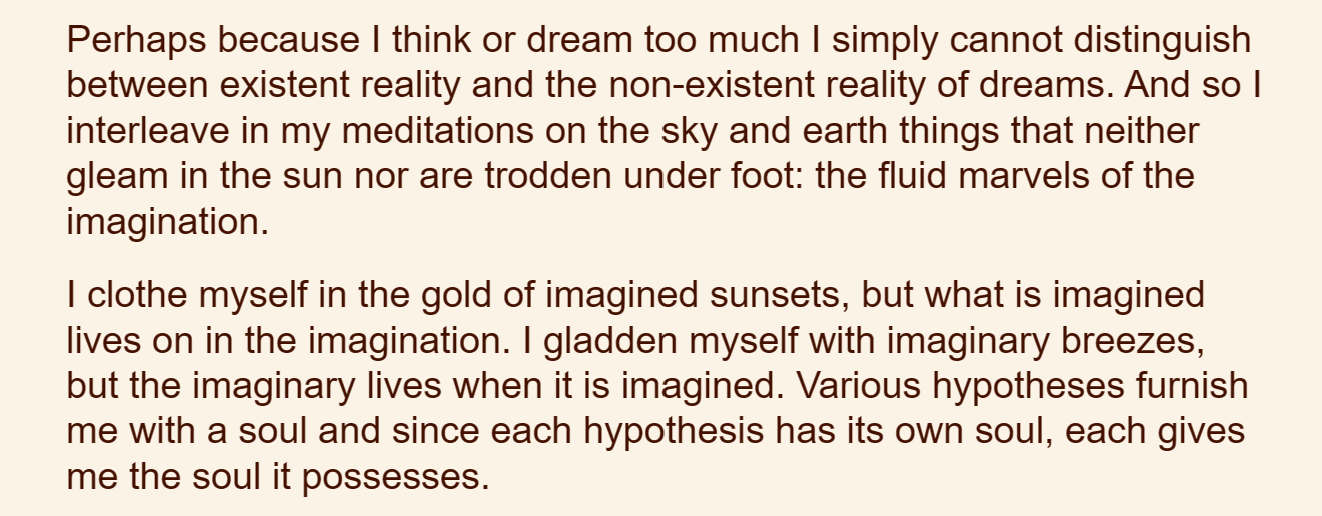 Perhaps because I think or dream too much I simply cannot distinguish
between existent reality and the non-existent reality of dreams. And so I
interleave in my meditations on the sky and earth things that neither
gleam in the sun nor are trodden under foot: the fluid marvels of the
imagination.
I clothe myself in the gold of imagined sunsets, but what is imagined
lives on in the imagination. I gladden myself with imaginary breezes,
but the imaginary lives when it is imagined. Various hypotheses furnish
me with a soul and since each hypothesis has its own soul, each gives
me the soul it possesses.